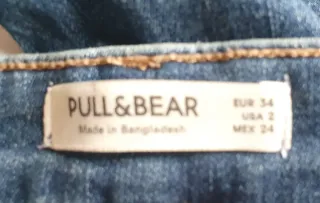 PULL&BEAR
Made in Bangladesh
EUR 34
USA 2
MEX 24